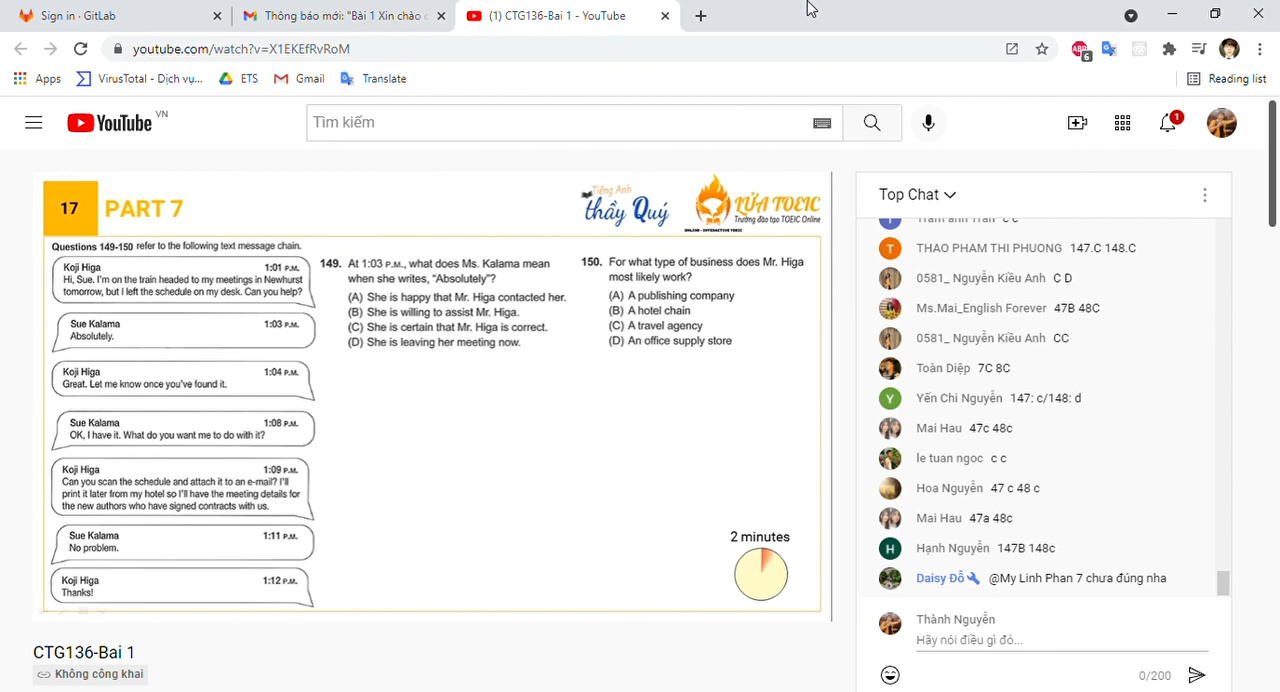 Sign in · GitLab
Thông báo mới: "Bài 1 Xin chào c
(1) CTG136-Bai 1 - YouTube
youtube.com/watch?v=X1EKEfRvRoM
ABP
6
Apps
VirusTotal - Dịch vụ...
ETS
Gmail
Translate
Reading list
YouTube VN
Tìm kiếm
1
17
PART 7
Tiếng Anh
thầy Quý
LỬA TOEIC
Trường đào tạo TOEIC Online
ONLINE - INTERACTIVE TOEIC
Questions 149-150 refer to the following text message chain.
Koji Higa 1:01 P.M.
Hi, Sue. I'm on the train headed to my meetings in Newhurst
tomorrow, but I left the schedule on my desk. Can you help?
Sue Kalama 1:03 P.M.
Absolutely.
Koji Higa 1:04 P.M.
Great. Let me know once you've found it.
Sue Kalama 1:08 P.M.
OK, I have it. What do you want me to do with it?
Koji Higa 1:09 P.M.
Can you scan the schedule and attach it to an e-mail? I'll
print it later from my hotel so I'll have the meeting details for
the new authors who have signed contracts with us.
Sue Kalama 1:11 P.M.
No problem.
Koji Higa 1:12 P.M.
Thanks!
149. At 1:03 P.M., what does Ms. Kalama mean
when she writes, "Absolutely"?
(A) She is happy that Mr. Higa contacted her.
(B) She is willing to assist Mr. Higa.
(C) She is certain that Mr. Higa is correct.
(D) She is leaving her meeting now.
150. For what type of business does Mr. Higa
most likely work?
(A) A publishing company
(B) A hotel chain
(C) A travel agency
(D) An office supply store
2 minutes
CTG136-Bai 1
Không công khai
Top Chat
THAO PHAM THI PHUONG 147.C 148.C
0581_ Nguyễn Kiều Anh C D
Ms.Mai_English Forever 47B 48C
0581_ Nguyễn Kiều Anh CC
Toàn Diệp 7C 8C
Yến Chi Nguyễn 147: c/148: d
Mai Hau 47c 48c
le tuan ngoc c c
Hoa Nguyễn 47 c 48 c
Mai Hau 47a 48c
Hạnh Nguyễn 147B 148c
Daisy Đỗ @My Linh Phan 7 chưa đúng nha
Thành Nguyễn
Hãy nói điều gì đó...
0/200